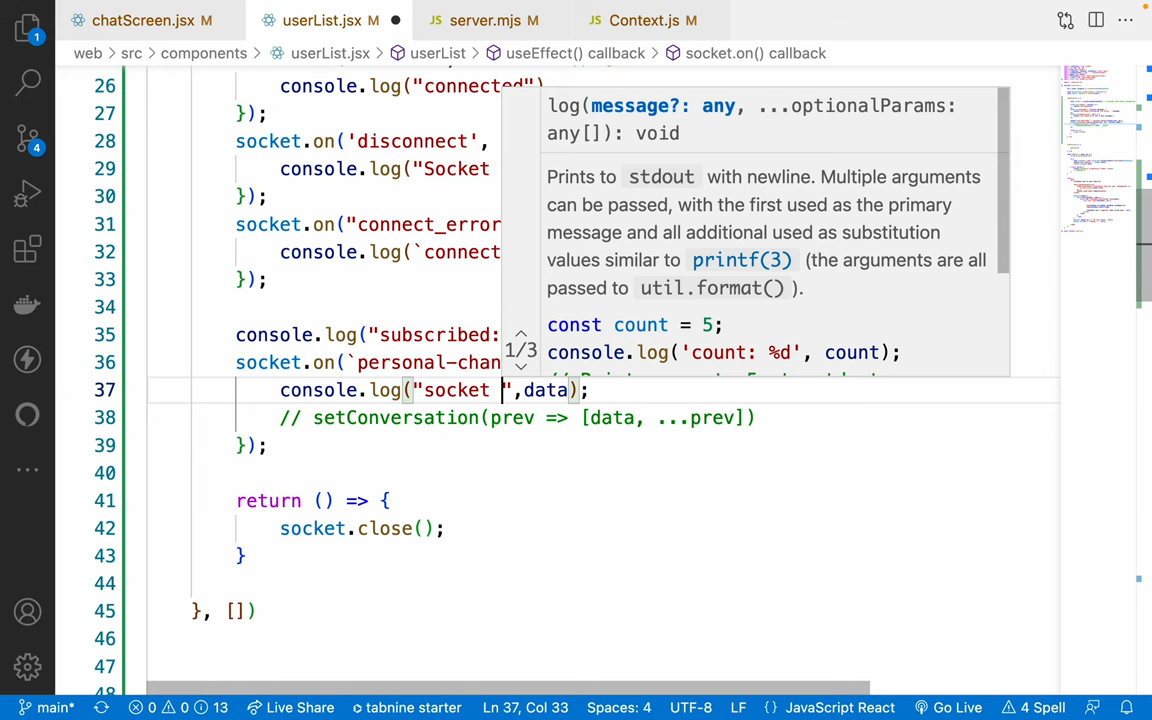 chatScreen.jsx M
userList.jsx M
server.mjs M
Context.js M
web > src > components > userList.jsx > userList > useEffect() callback > socket.on() callback
26 console.log("connected")
27 });
28 socket.on('disconnect',
29 console.log("Socket
30 });
31 socket.on("connect_error
32 console.log(`connect
33 });
34
35 console.log("subscribed:
36 socket.on(`personal-chan
37 console.log("socket ",data);
38 // setConversation(prev => [data, ...prev])
39 });
40
41 return () => {
42 socket.close();
43 }
44
45 }, [])
46
47
48
log(message?: any, ...optionalParams:
any[]): void
Prints to stdout with newline. Multiple arguments
can be passed, with the first used as the primary
message and all additional used as substitution
values similar to printf(3) (the arguments are all
passed to util.format() ).
const count = 5;
console.log('count: %d', count);
1/3
1
4
main* 0 0 13 Live Share tabnine starter Ln 37, Col 33 Spaces: 4 UTF-8 LF {} JavaScript React Go Live 4 Spell